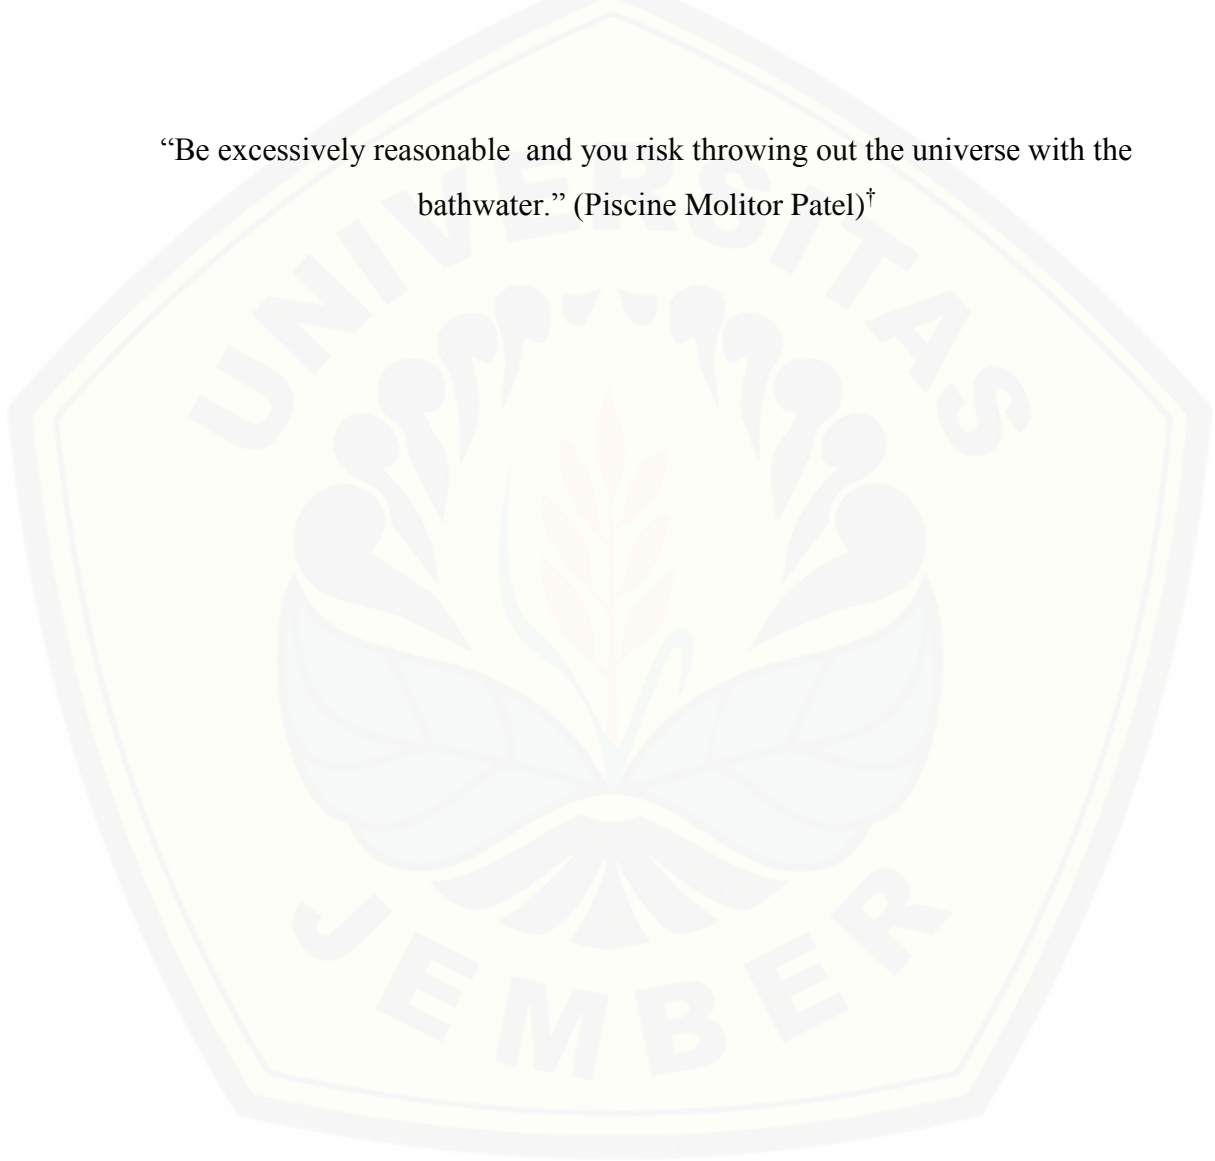 “Be excessively reasonable  and you risk throwing out the universe with the
bathwater.” (Piscine Molitor Patel)†
UNIVERSITAS
JEMBER